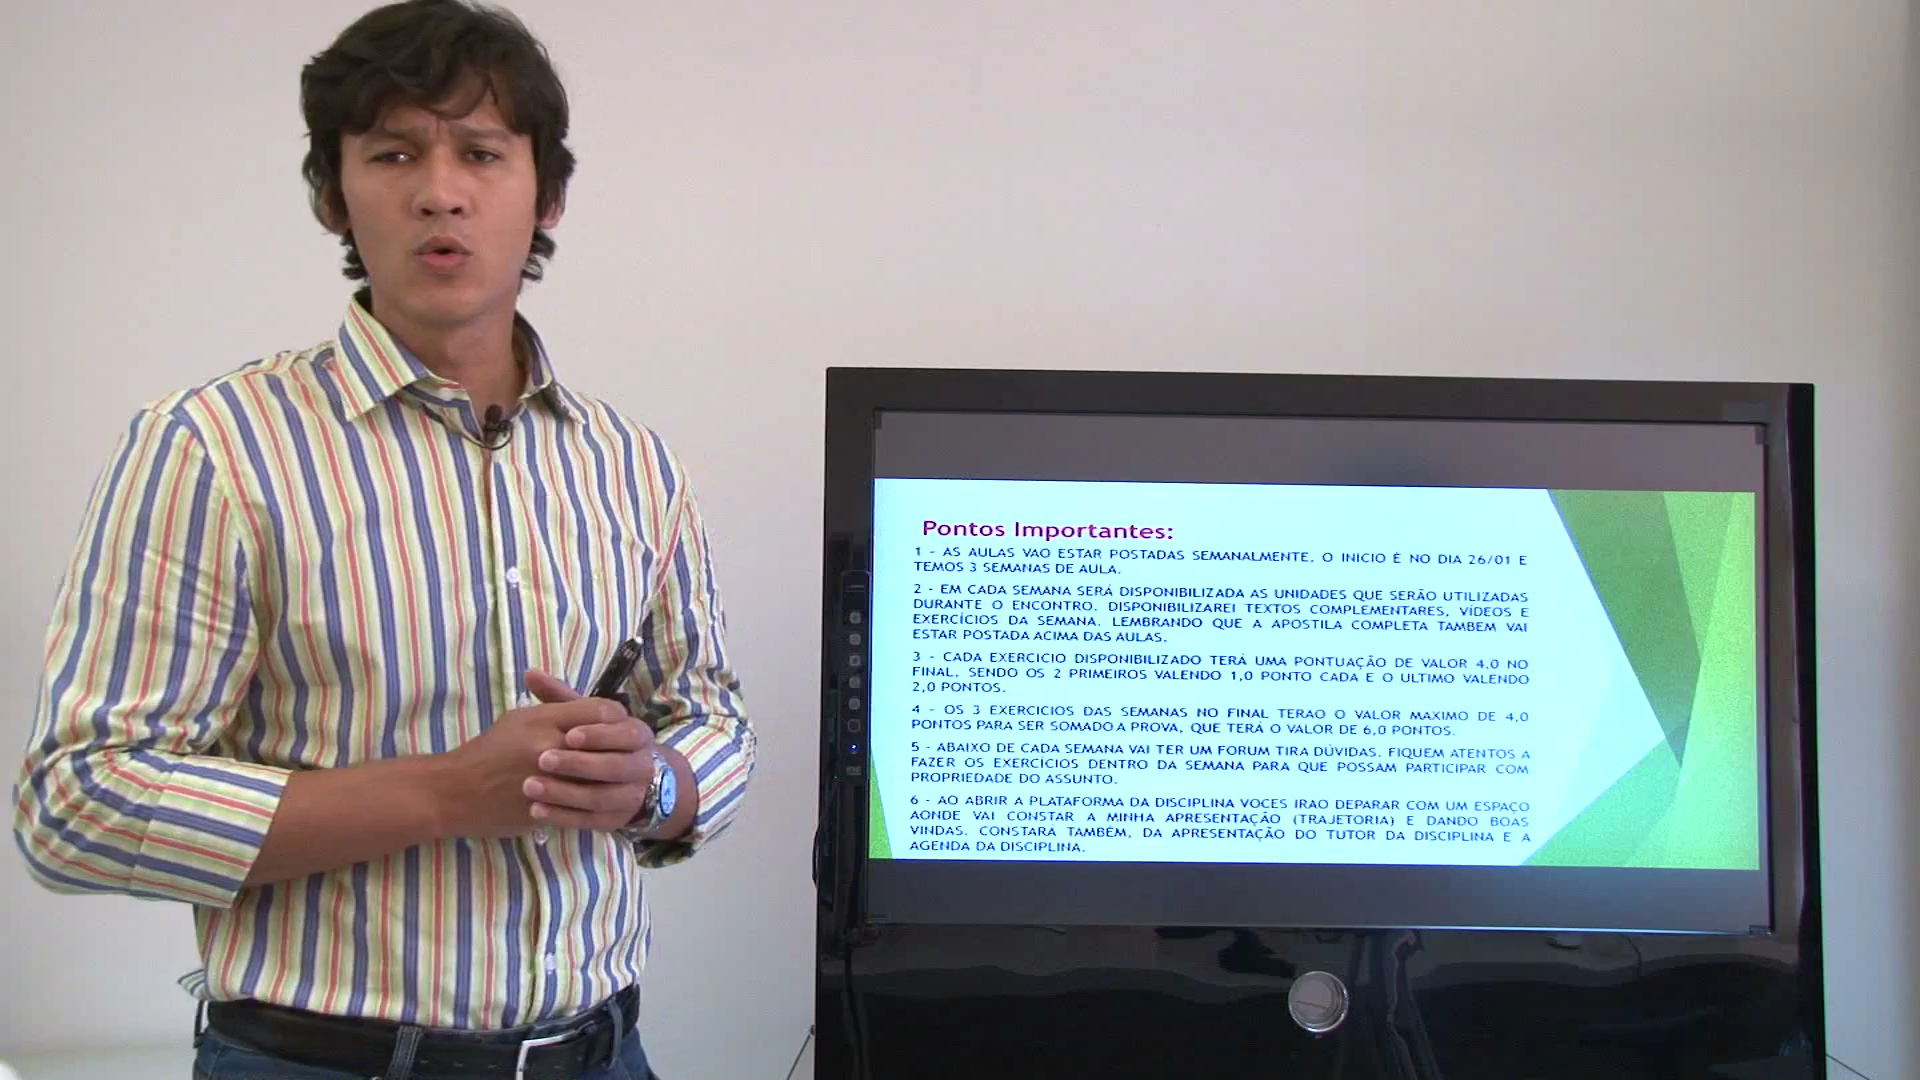 Pontos Importantes:
1 - AS AULAS VAO ESTAR POSTADAS SEMANALMENTE, O INICIO É NO DIA 26/01 E
TEMOS 3 SEMANAS DE AULA.
2 - EM CADA SEMANA SERÁ DISPONIBILIZADA AS UNIDADES QUE SERÃO UTILIZADAS
DURANTE O ENCONTRO. DISPONIBILIZAREI TEXTOS COMPLEMENTARES, VÍDEOS E
EXERCÍCIOS DA SEMANA. LEMBRANDO QUE A APOSTILA COMPLETA TAMBEM VAI
ESTAR POSTADA ACIMA DAS AULAS.
3 - CADA EXERCICIO DISPONIBILIZADO TERÁ UMA PONTUAÇÃO DE VALOR 4,0 NO
FINAL, SENDO OS 2 PRIMEIROS VALENDO 1,0 PONTO CADA E O ULTIMO VALENDO
2,0 PONTOS.
4 - OS 3 EXERCICIOS DAS SEMANAS NO FINAL TERAO O VALOR MAXIMO DE 4,0
PONTOS PARA SER SOMADO A PROVA, QUE TERÁ O VALOR DE 6,0 PONTOS.
5 - ABAIXO DE CADA SEMANA VAI TER UM FORUM TIRA DÚVIDAS. FIQUEM ATENTOS A
FAZER OS EXERCÍCIOS DENTRO DA SEMANA PARA QUE POSSAM PARTICIPAR COM
PROPRIEDADE DO ASSUNTO.
6 - AO ABRIR A PLATAFORMA DA DISCIPLINA VOCES IRAO DEPARAR COM UM ESPAÇO
AONDE VAI CONSTAR A MINHA APRESENTAÇÃO (TRAJETORIA) E DANDO BOAS
VINDAS. CONSTARA TAMBÉM, DA APRESENTAÇÃO DO TUTOR DA DISCIPLINA E A
AGENDA DA DISCIPLINA.